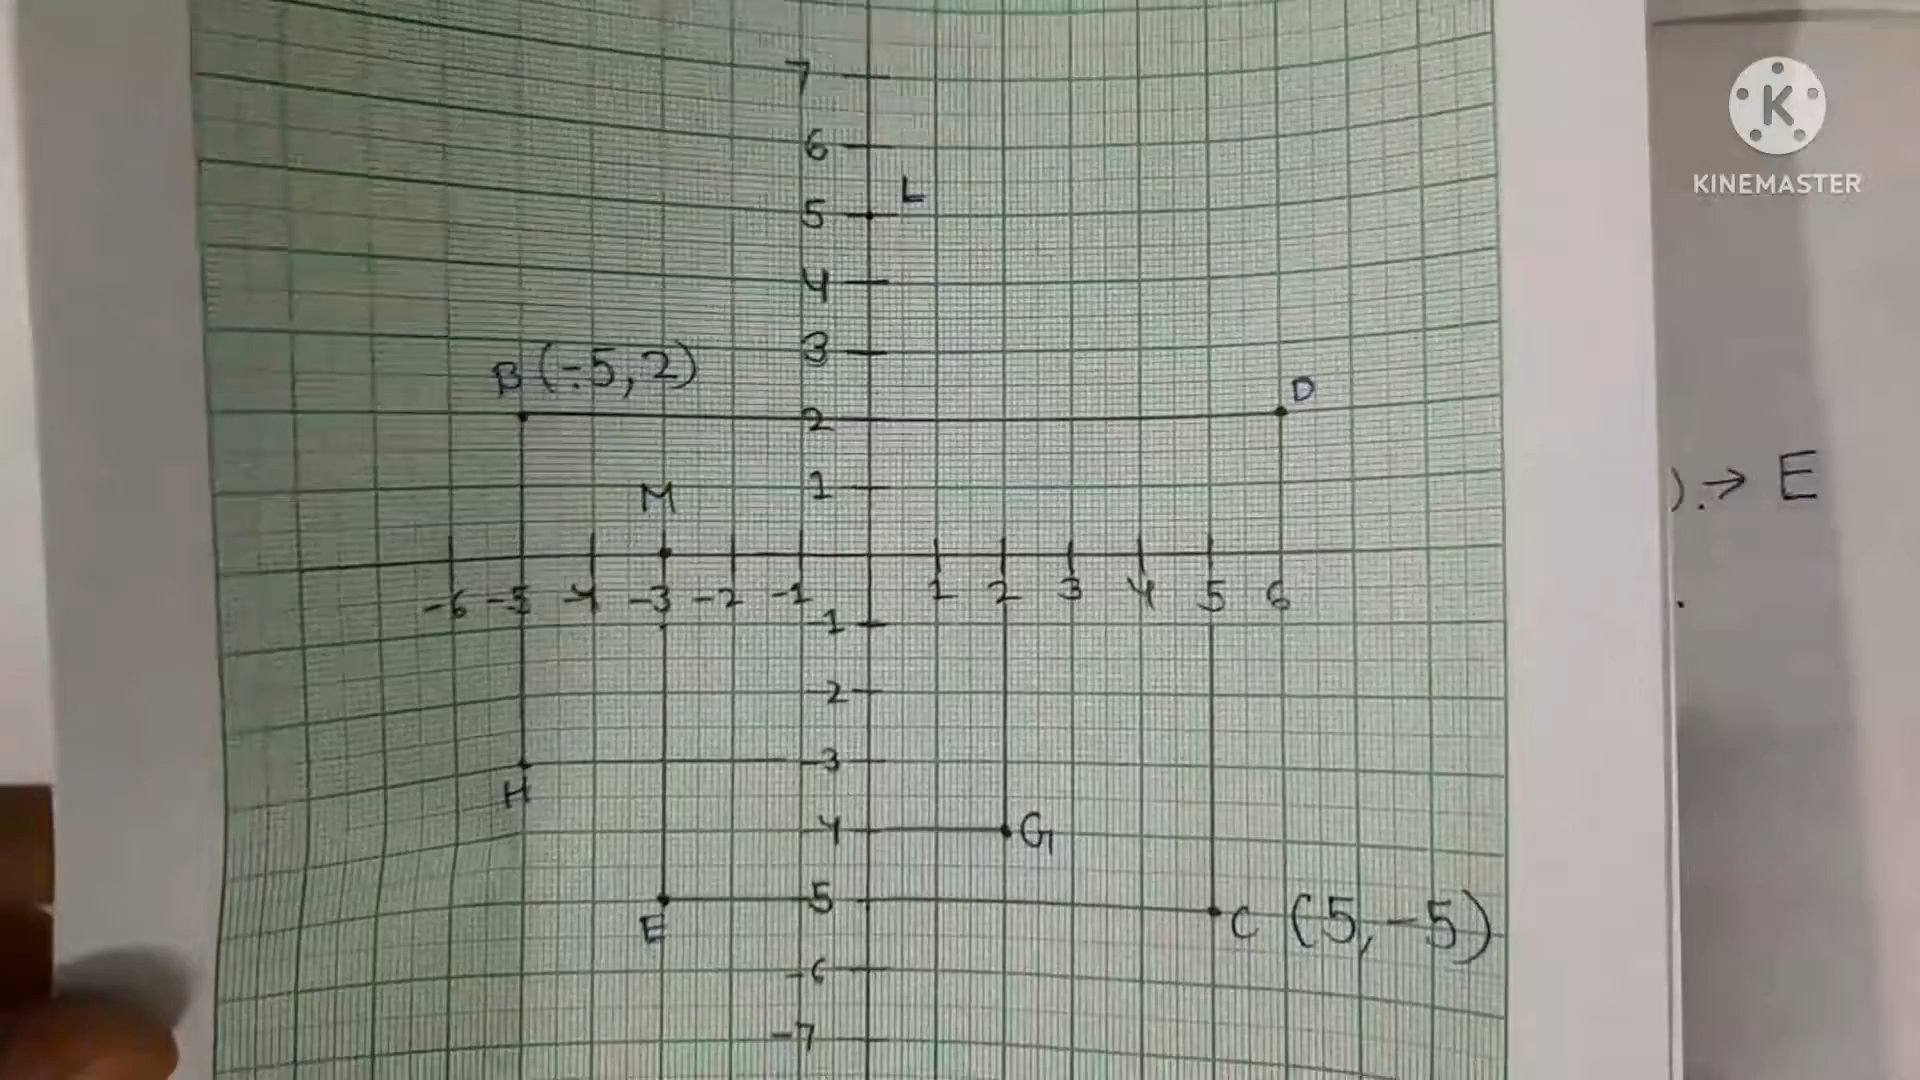 7
6
KINEMASTER
L
5
4
3
B (-5, 2)
D
2
M
1
) → E
-6 -5 -4 -3 -2 -1 1 2 3 4 5 6
-1
-2
-3
H
-4
G
-5
E
C (5, -5)
-6
-7